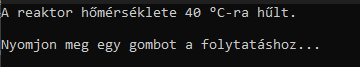 A reaktor hőmérséklete 40 °C-ra hűlt.
Nyomjon meg egy gombot a folytatáshoz...